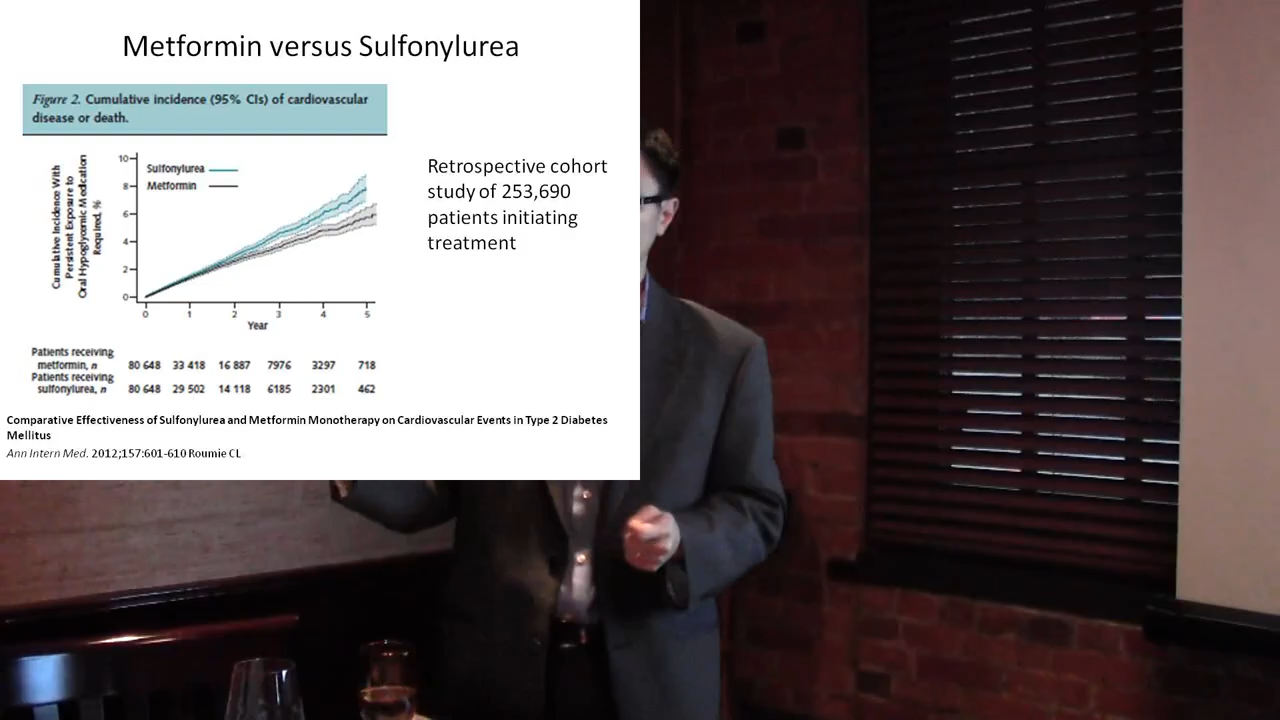 Metformin versus Sulfonylurea
Figure 2. Cumulative incidence (95% CIs) of cardiovascular
disease or death.
Cumulative Incidence With
Persistent Exposure to
Oral Hypoglycemic Medication
Required, %
10
8
6
4
2
0
Sulfonylurea
Metformin
0 1 2 3 4 5
Year
Retrospective cohort
study of 253,690
patients initiating
treatment
Patients receiving
metformin, n 80 648 33 418 16 887 7976 3297 718
Patients receiving
sulfonylurea, n 80 648 29 502 14 118 6185 2301 462
Comparative Effectiveness of Sulfonylurea and Metformin Monotherapy on Cardiovascular Events in Type 2 Diabetes
Mellitus
Ann Intern Med. 2012;157:601-610 Roumie CL